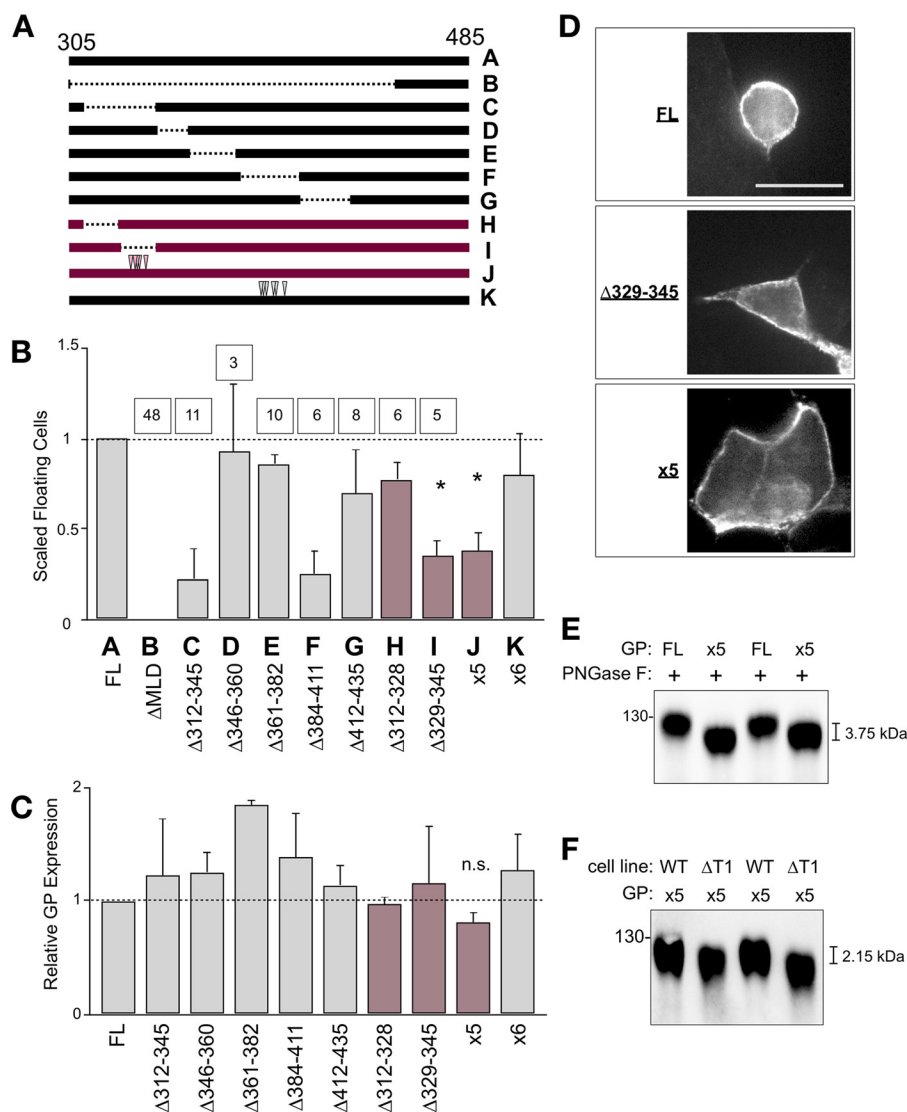 A
305 485
A
B
C
D
E
F
G
H
I
J
K
B
Scaled Floating Cells
1.5
1
0.5
0
48
11
3
10
6
8
6
5
*
*
A B C D E F G H I J K
FL
ΔMLD
Δ312-345
Δ346-360
Δ361-382
Δ384-411
Δ412-435
Δ312-328
Δ329-345
x5
x6
C
Relative GP Expression
2
1
0
n.s.
FL
Δ312-345
Δ346-360
Δ361-382
Δ384-411
Δ412-435
Δ312-328
Δ329-345
x5
x6
D
FL
Δ329-345
x5
E
GP: FL x5 FL x5
PNGase F: + + + +
130-
3.75 kDa
F
cell line: WT ΔT1 WT ΔT1
GP: x5 x5 x5 x5
130-
2.15 kDa